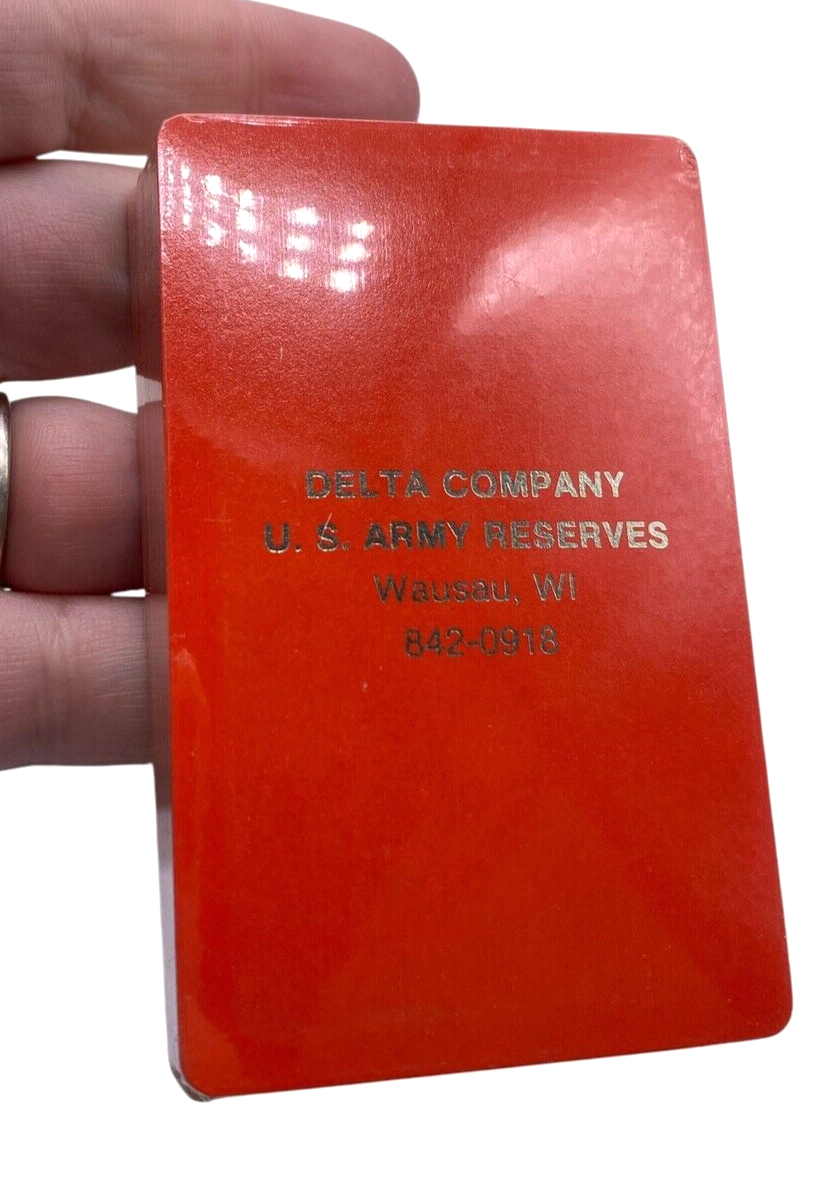 DELTA COMPANY
U. S. ARMY RESERVES
Wausau, WI
842-0918